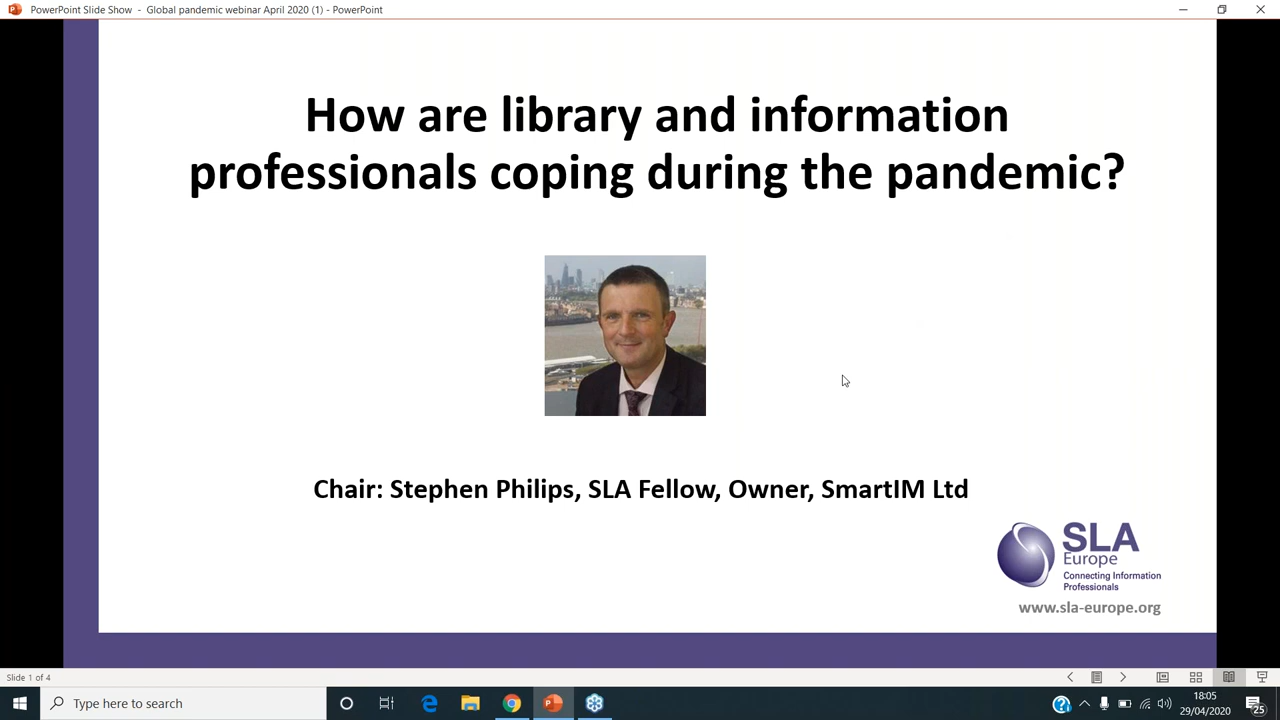 PowerPoint Slide Show - Global pandemic webinar April 2020 (1) - PowerPoint
How are library and information
professionals coping during the pandemic?
Chair: Stephen Philips, SLA Fellow, Owner, SmartIM Ltd
SLA
Europe
Connecting Information
Professionals
www.sla-europe.org
Slide 1 of 4
Type here to search
18:05
29/04/2020
25